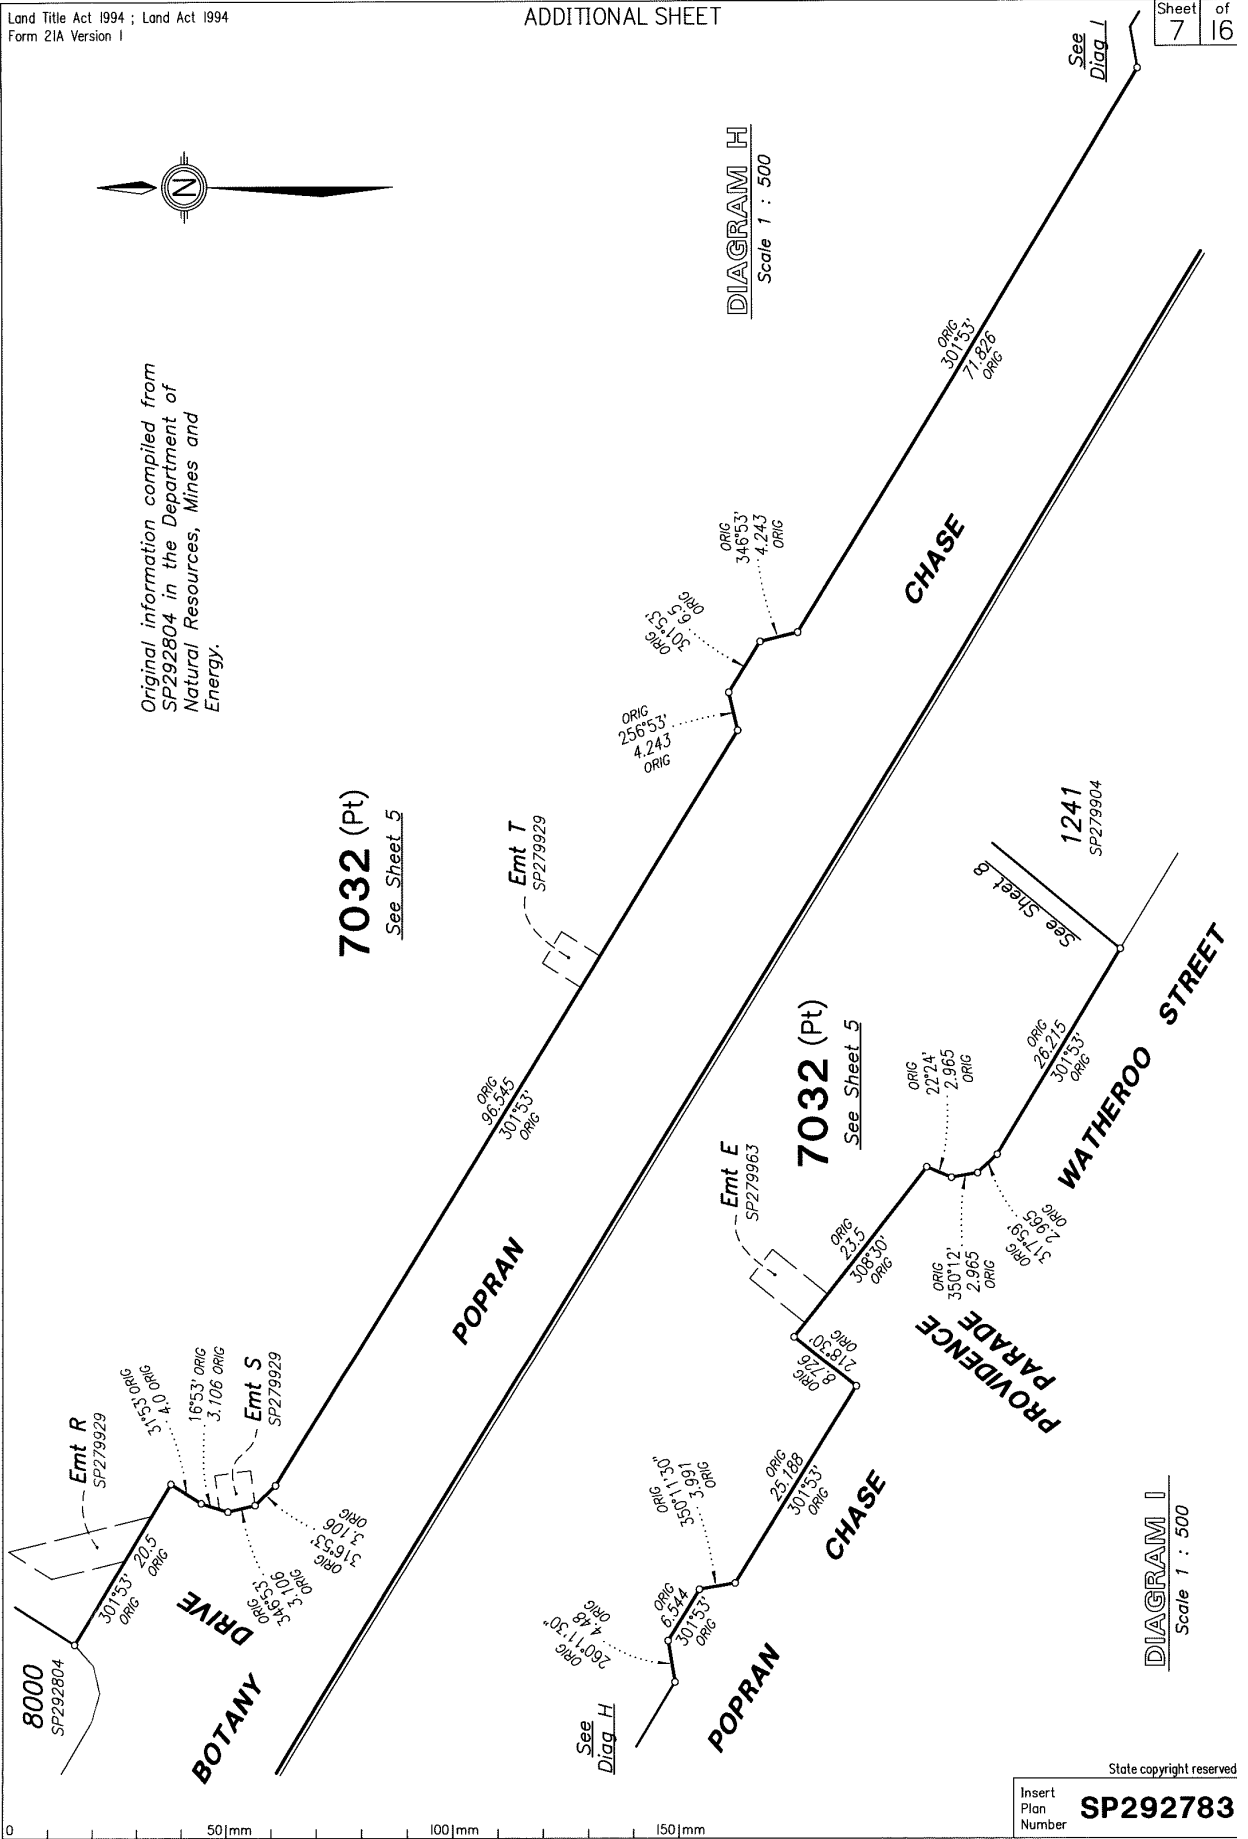 Land Title Act 1994 ; Land Act 1994
Form 21A Version 1
ADDITIONAL SHEET
Sheet of
7 16
See
Diag I
N
Original information compiled from
SP292804 in the Department of
Natural Resources, Mines and
Energy.
DIAGRAM H
Scale 1 : 500
ORIG
301°53'
71.826
ORIG
ORIG
346°53'
4.243
ORIG
ORIG
301°53'
6.5
ORIG
ORIG
256°53'
4.243
ORIG
CHASE
7032 (Pt)
See Sheet 5
Emt T
SP279929
ORIG
96.545
301°53'
ORIG
POPRAN
Emt R
SP279929
31°53' ORIG
4.0 ORIG
16°53' ORIG
3.106 ORIG
Emt S
SP279929
ORIG
316°53'
3.106
ORIG
ORIG
346°53'
3.106
ORIG
301°53' 20.5
ORIG ORIG
8000
SP292804
BOTANY
DRIVE
1241
SP279904
See Sheet 8
7032 (Pt)
See Sheet 5
Emt E
SP279963
ORIG
22°24'
2.965
ORIG
ORIG
26.215
301°53'
ORIG
WATHEROO STREET
ORIG
317°59'
2.965
ORIG
ORIG
350°12'
2.965
ORIG
ORIG
23.5
308°30'
ORIG
PROVIDENCE
PARADE
ORIG
218°30'
8.726
ORIG
ORIG
25.188
301°53'
ORIG
CHASE
ORIG
350°11'30"
3.991
ORIG
ORIG
6.544
301°53'
ORIG
ORIG
260°11'30"
4.48
ORIG
POPRAN
See
Diag H
DIAGRAM I
Scale 1 : 500
State copyright reserved
Insert
Plan
Number
SP292783
0 50 mm 100 mm 150 mm